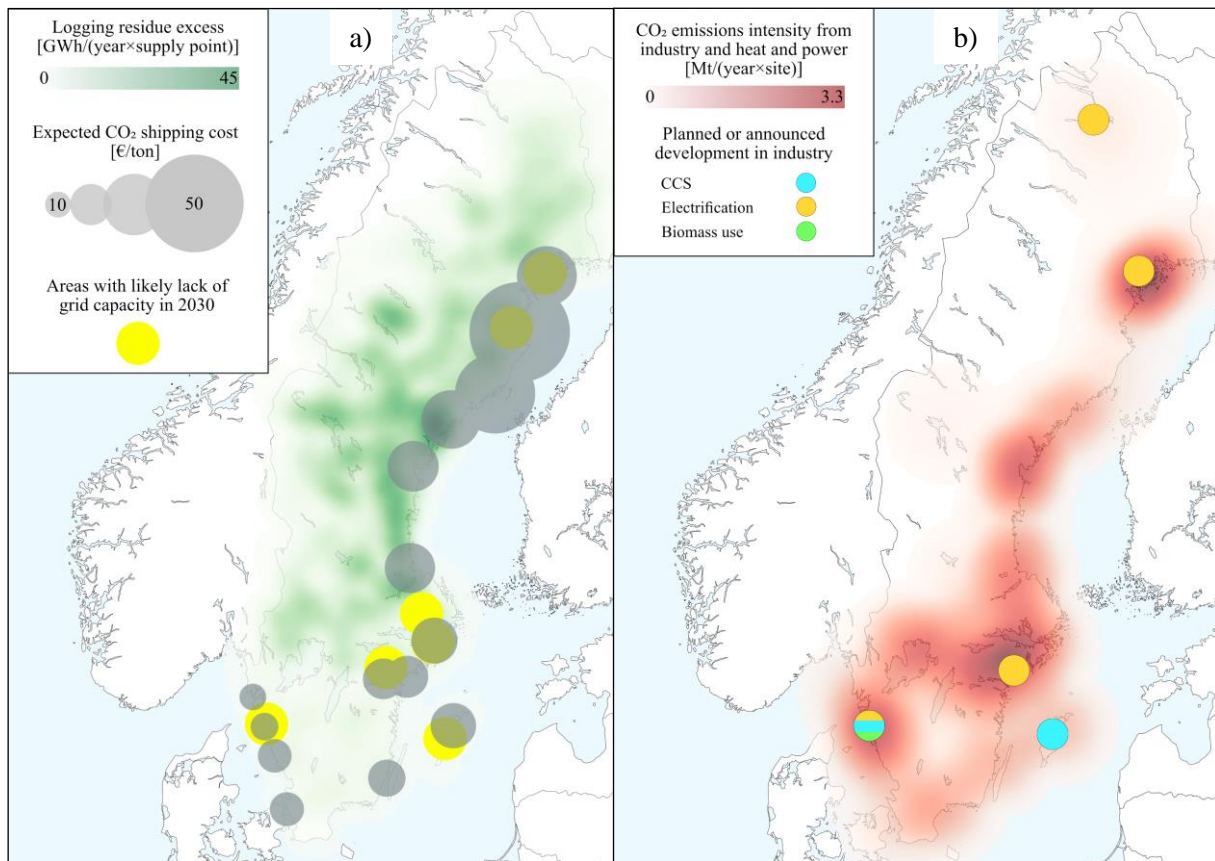 Logging residue excess
[GWh/(year×supply point)]
0 45
Expected CO₂ shipping cost
[€/ton]
10 50
Areas with likely lack of
grid capacity in 2030
a)
CO₂ emissions intensity from
industry and heat and power
[Mt/(year×site)]
0 3.3
Planned or announced
development in industry
CCS
Electrification
Biomass use
b)